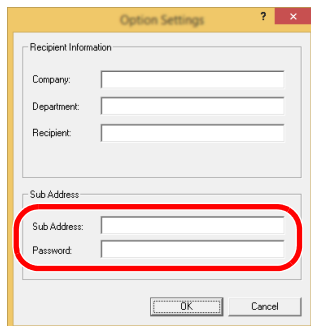 Option Settings
?
×
Recipient Information
Company:
Department:
Recipient:
Sub Address
Sub Address:
Password:
OK
Cancel